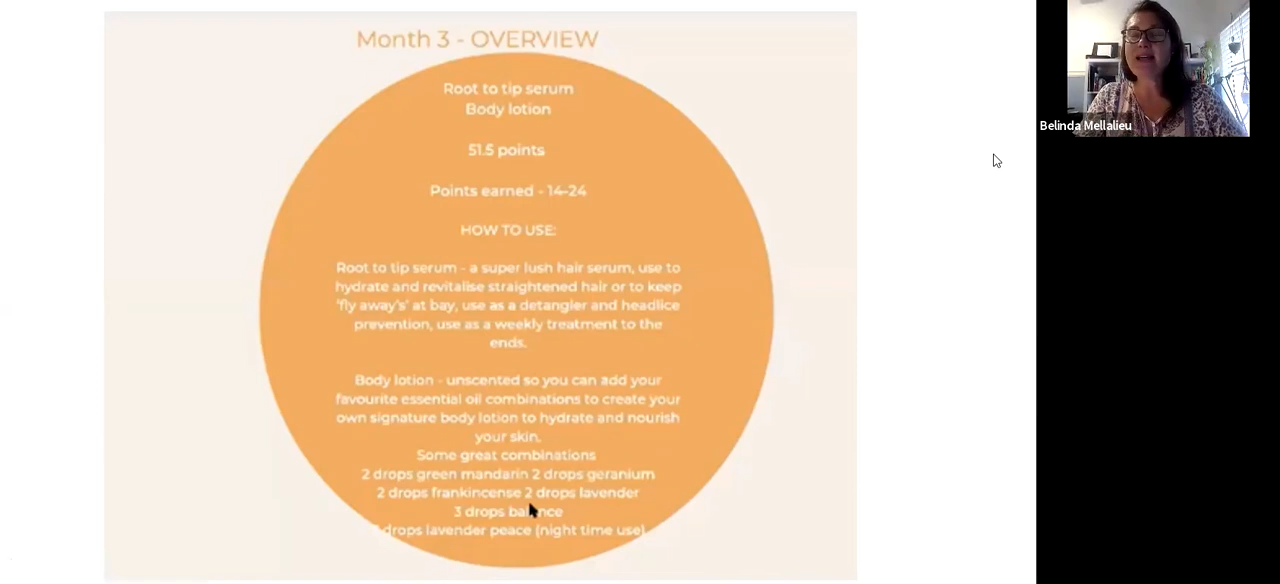 Month 3 - OVERVIEW
Root to tip serum
Body lotion
51.5 points
Points earned - 14-24
HOW TO USE:
Root to tip serum - a super lush hair serum, use to
hydrate and revitalise straightened hair or to keep
'fly away's' at bay, use as a detangler and headlice
prevention, use as a weekly treatment to the
ends.
Body lotion - unscented so you can add your
favourite essential oil combinations to create your
own signature body lotion to hydrate and nourish
your skin.
Some great combinations
2 drops green mandarin 2 drops geranium
2 drops frankincense 2 drops lavender
3 drops balance
drops lavender peace (night time use)
Belinda Mellalieu